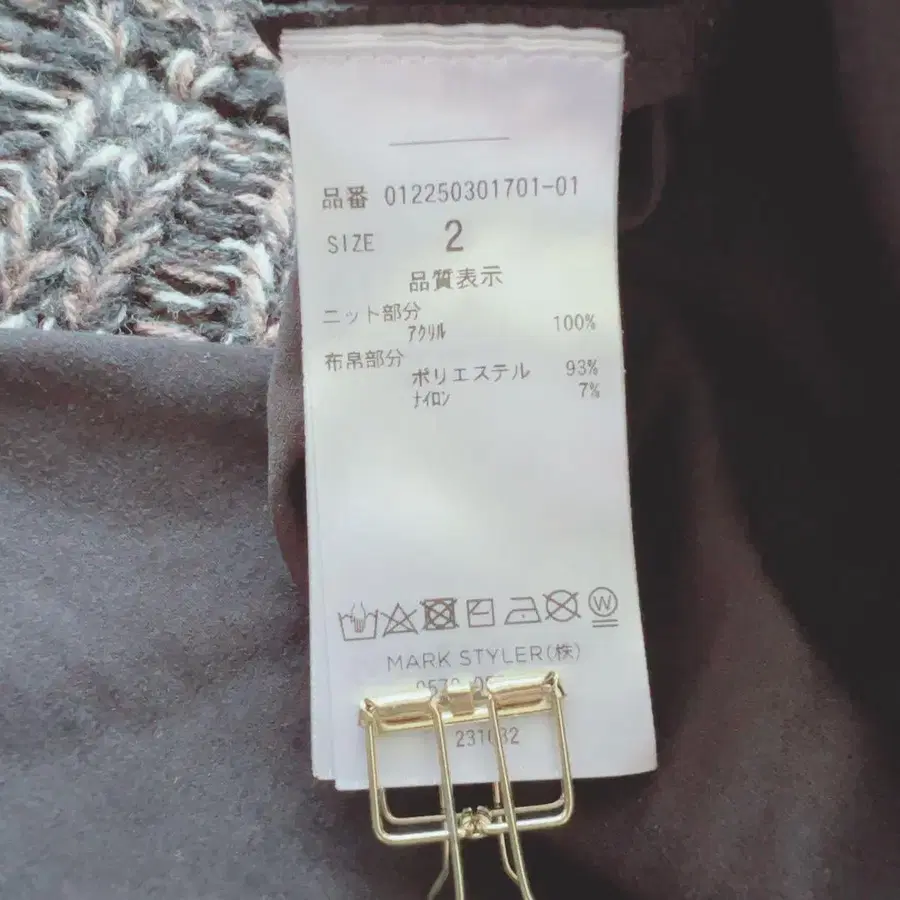 品番 012250301701-01
SIZE 2
品質表示
ニット部分
アクリル 100%
布帛部分
ポリエステル 93%
ナイロン 7%
W
MARK STYLER(株)